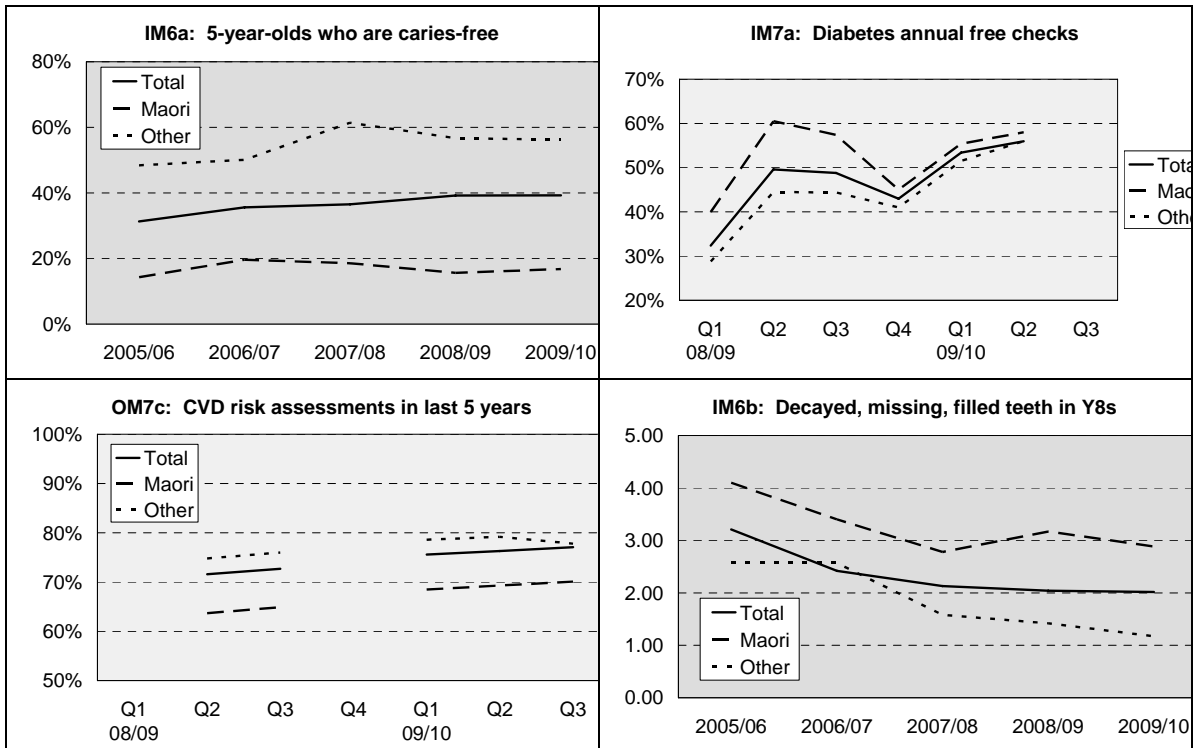 IM6a: 5-year-olds who are caries-free
80%
60%
40%
20%
0%
Total
Maori
Other
2005/06 2006/07 2007/08 2008/09 2009/10
IM7a: Diabetes annual free checks
70%
60%
50%
40%
30%
20%
Total
Mao
Othe
Q1 Q2 Q3 Q4 Q1 Q2 Q3
08/09 09/10
OM7c: CVD risk assessments in last 5 years
100%
90%
80%
70%
60%
50%
Total
Maori
Other
Q1 Q2 Q3 Q4 Q1 Q2 Q3
08/09 09/10
IM6b: Decayed, missing, filled teeth in Y8s
5.00
4.00
3.00
2.00
1.00
0.00
Total
Maori
Other
2005/06 2006/07 2007/08 2008/09 2009/10